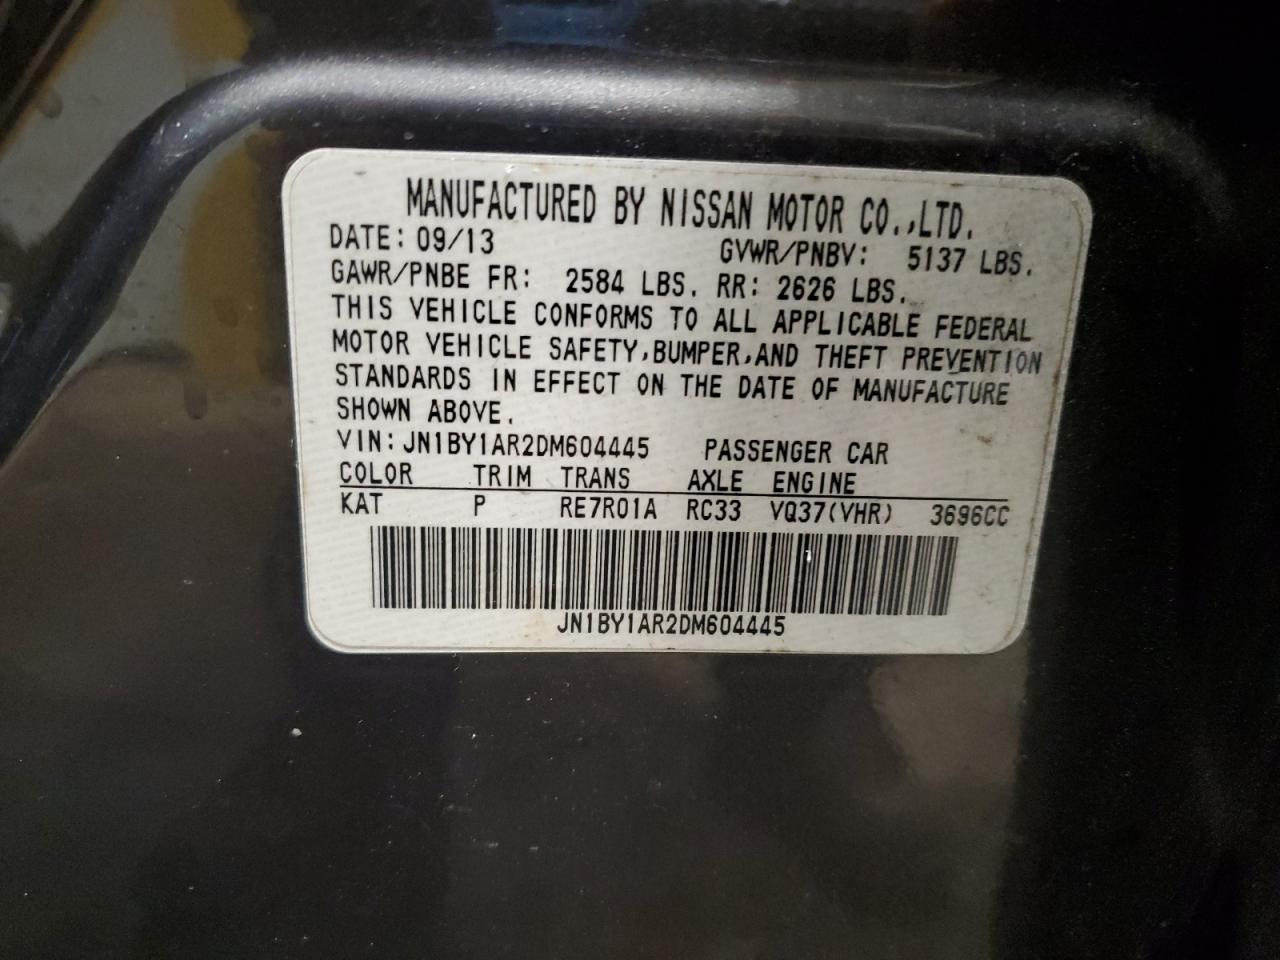 MANUFACTURED BY NISSAN MOTOR CO.,LTD.
DATE: 09/13 GVWR/PNBV: 5137 LBS.
GAWR/PNBE FR: 2584 LBS. RR: 2626 LBS.
THIS VEHICLE CONFORMS TO ALL APPLICABLE FEDERAL
MOTOR VEHICLE SAFETY,BUMPER,AND THEFT PREVENTION
STANDARDS IN EFFECT ON THE DATE OF MANUFACTURE
SHOWN ABOVE.
VIN:JN1BY1AR2DM604445 PASSENGER CAR
COLOR TRIM TRANS AXLE ENGINE
KAT P RE7R01A RC33 VQ37(VHR) 3696CC
JN1BY1AR2DM604445